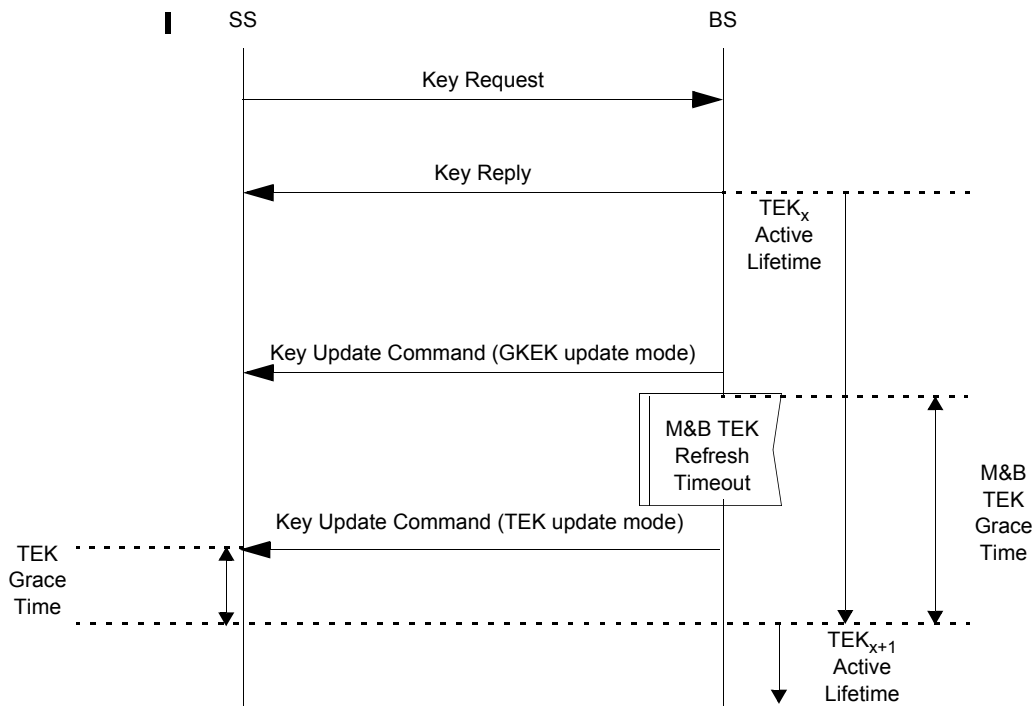 SS
BS
Key Request
Key Reply
TEKx
Active
Lifetime
Key Update Command (GKEK update mode)
M&B TEK
Refresh
Timeout
M&B
TEK
Grace
Time
Key Update Command (TEK update mode)
TEK
Grace
Time
TEKx+1
Active
Lifetime